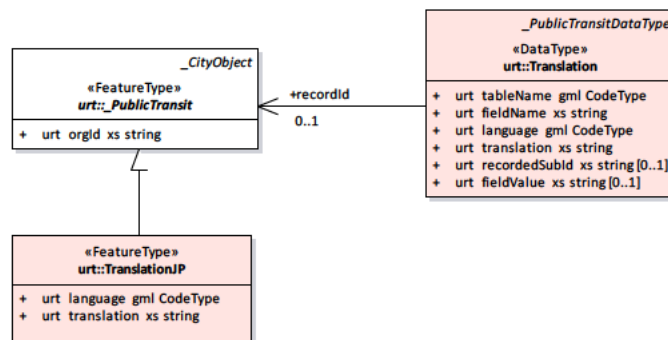 _CityObject
«FeatureType»
urt::_PublicTransit
+ urt orgId xs string
+recordId
0..1
_PublicTransitDataType
«DataType»
urt::Translation
+ urt tableName gml CodeType
+ urt fieldName xs string
+ urt language gml CodeType
+ urt translation xs string
+ urt recordedSubId xs string [0..1]
+ urt fieldValue xs string [0..1]
«FeatureType»
urt::TranslationJP
+ urt language gml CodeType
+ urt translation xs string